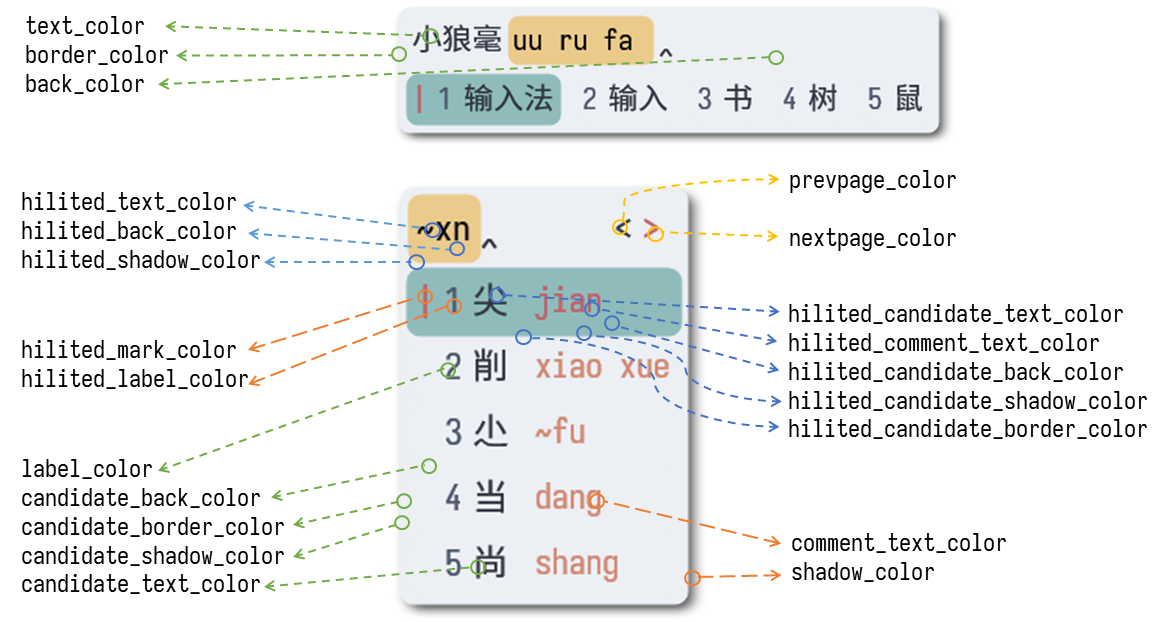 text_color
border_color
back_color
小狼毫 uu ru fa ‸
| 1 输入法 2 输入 3 书 4 树 5 鼠
hilited_text_color
hilited_back_color
hilited_shadow_color
hilited_mark_color
hilited_label_color
label_color
candidate_back_color
candidate_border_color
candidate_shadow_color
candidate_text_color
~xn ‸ < >
| 1 尖 jian
2 削 xiao xue
3 尐 ~fu
4 当 dang
5 尚 shang
prevpage_color
nextpage_color
hilited_candidate_text_color
hilited_comment_text_color
hilited_candidate_back_color
hilited_candidate_shadow_color
hilited_candidate_border_color
comment_text_color
shadow_color